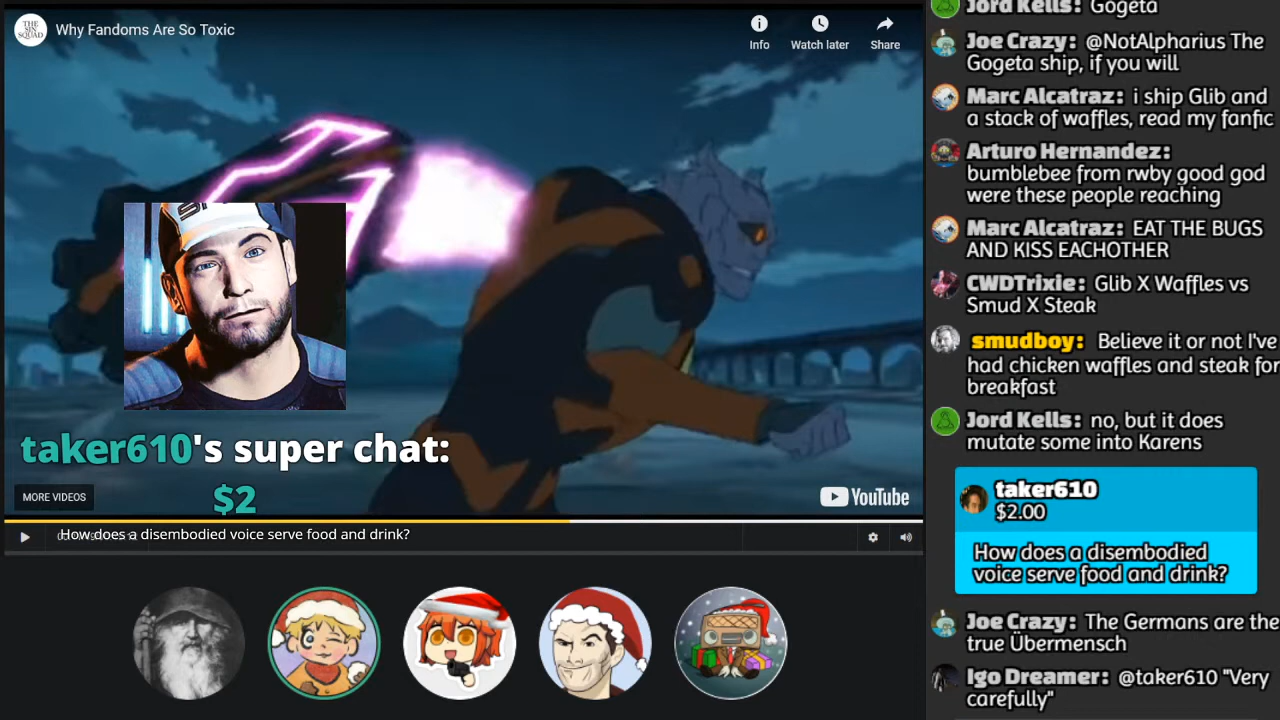 THE
SIN
SQUAD
Why Fandoms Are So Toxic
Info
Watch later
Share
taker610's super chat:
$2
MORE VIDEOS
YouTube
How does a disembodied voice serve food and drink?
Jord Kells: Gogeta
Joe Crazy: @NotAlpharius The
Gogeta ship, if you will
Marc Alcatraz: i ship Glib and
a stack of waffles, read my fanfic
Arturo Hernandez:
bumblebee from rwby good god
were these people reaching
Marc Alcatraz: EAT THE BUGS
AND KISS EACHOTHER
CWDTrixie: Glib X Waffles vs
Smud X Steak
smudboy: Believe it or not I've
had chicken waffles and steak for
breakfast
Jord Kells: no, but it does
mutate some into Karens
taker610
$2.00
How does a disembodied
voice serve food and drink?
Joe Crazy: The Germans are the
true Übermensch
Igo Dreamer: @taker610 "Very
carefully"